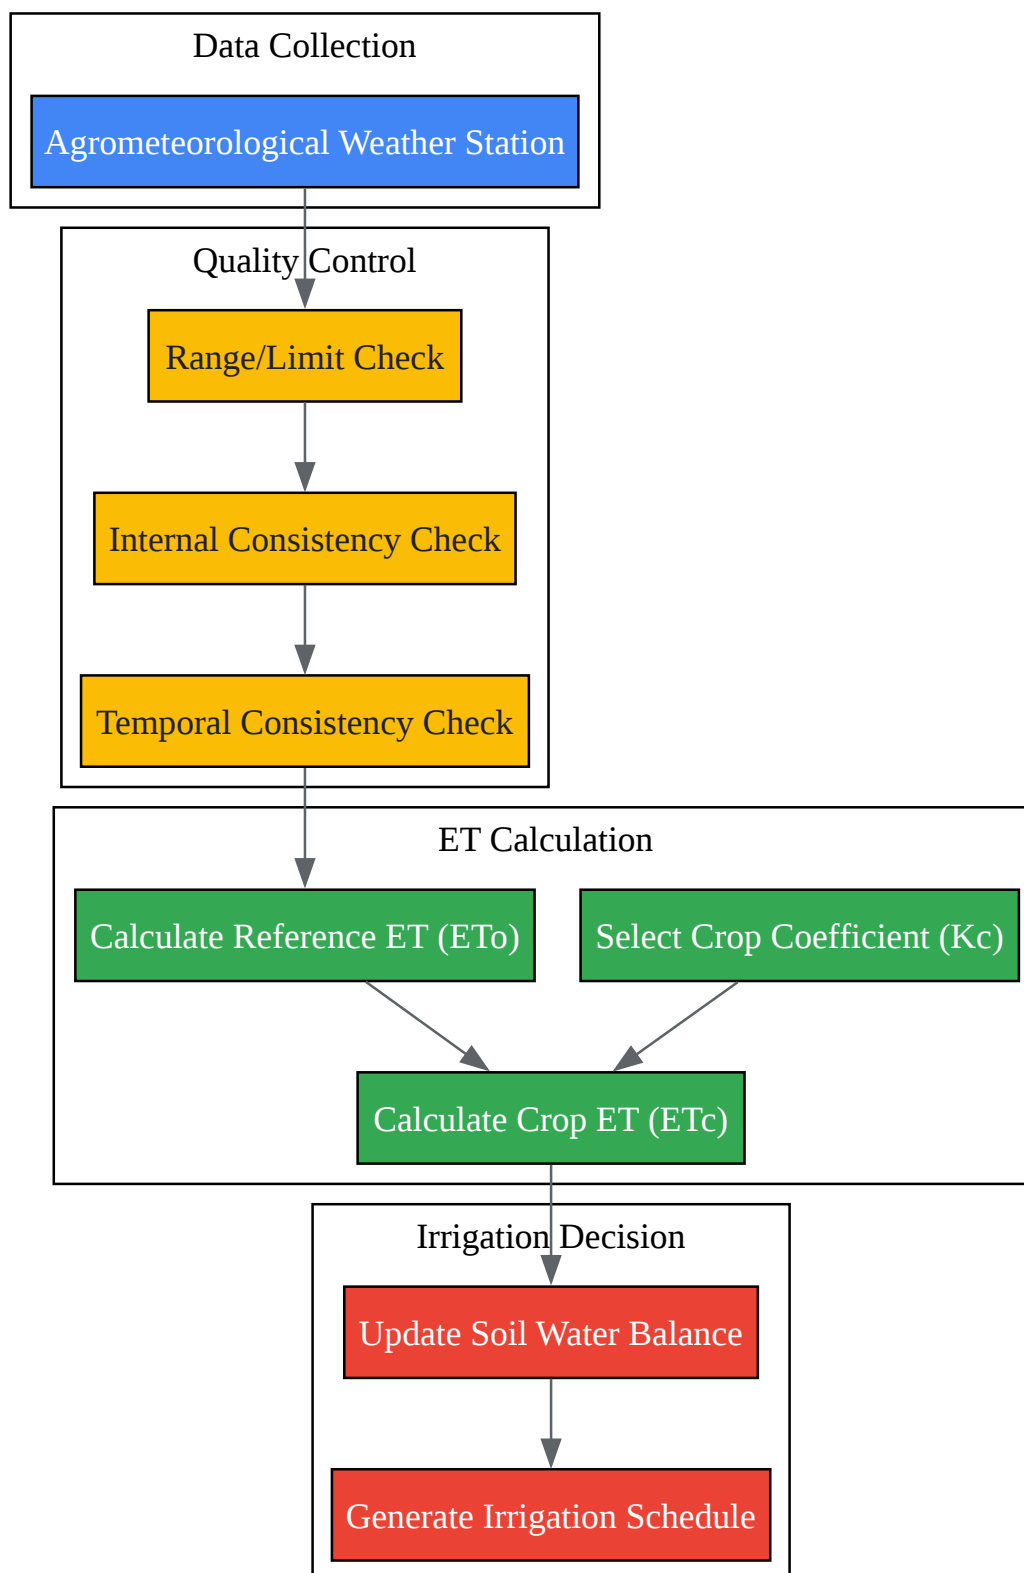 Data Collection
Agrometeorological Weather Station
Quality Control
Range/Limit Check
Internal Consistency Check
Temporal Consistency Check
ET Calculation
Calculate Reference ET (ETo)
Select Crop Coefficient (Kc)
Calculate Crop ET (ETc)
Irrigation Decision
Update Soil Water Balance
Generate Irrigation Schedule